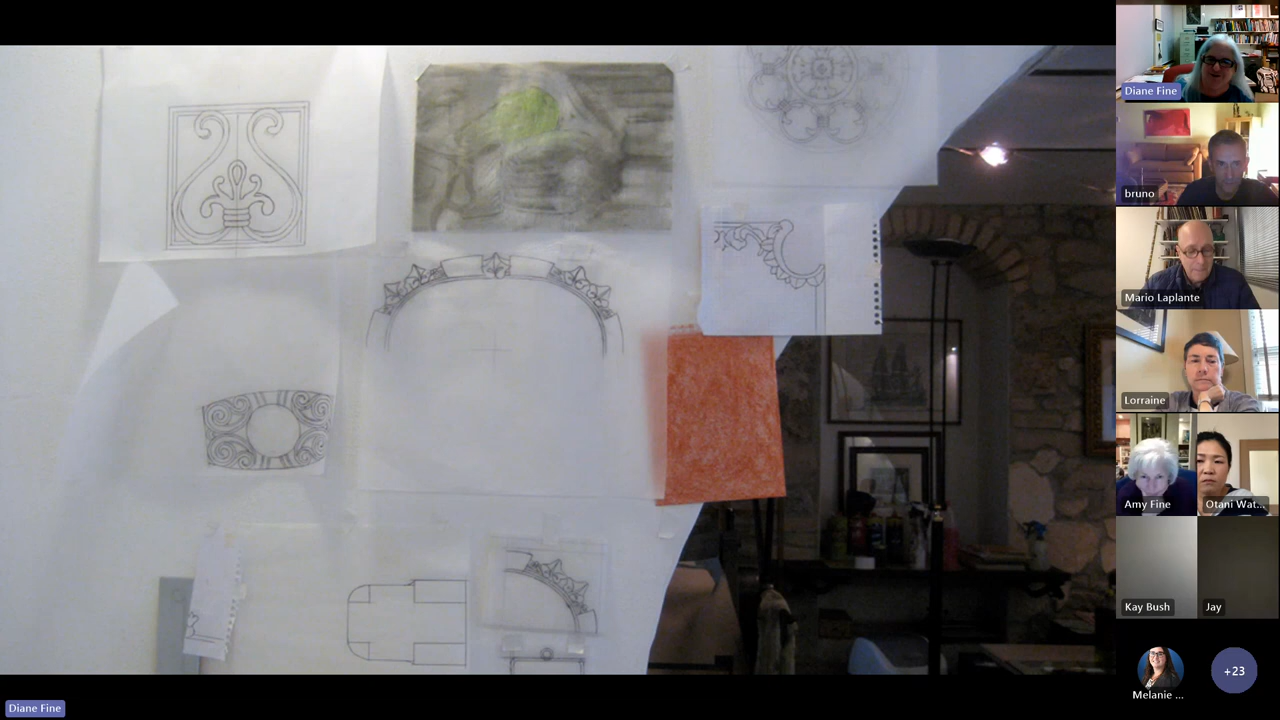 Diane Fine
bruno
Mario Laplante
Lorraine
Amy Fine
Otani Wat...
Kay Bush
Jay
Melanie ...
+23
Diane Fine